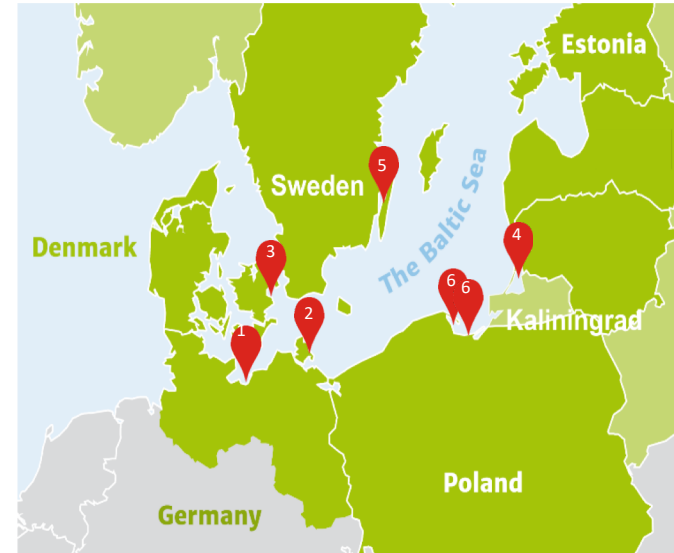 Estonia
5
Sweden
The Baltic Sea
Denmark
3
4
6
6
2
1
Kaliningrad
Poland
Germany